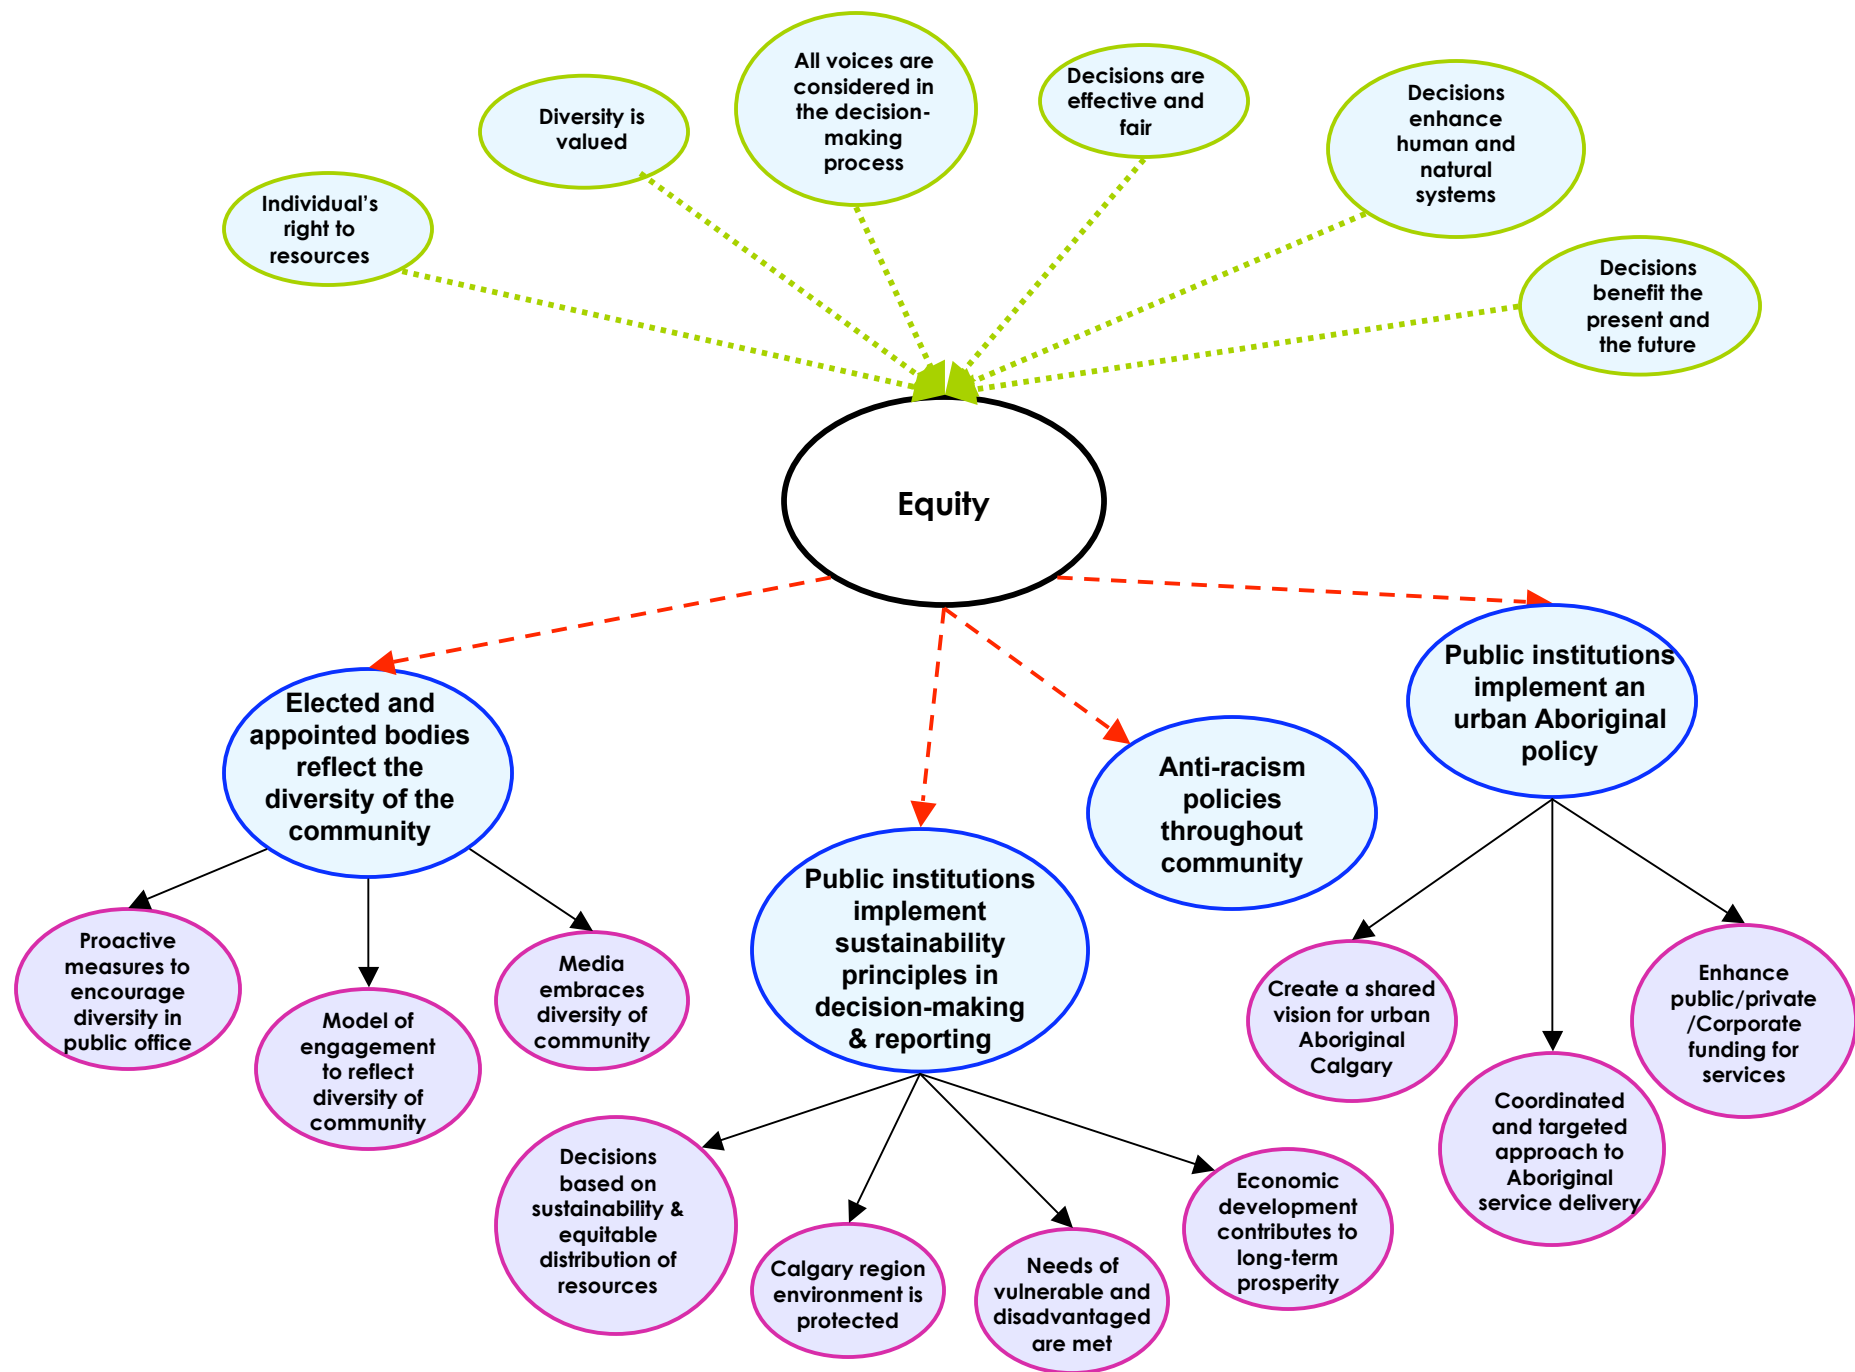 All voices are
considered in
the decision-
making
process
Decisions are
effective and
fair
Decisions
enhance
human and
natural
systems
Diversity is
valued
Individual's
right to
resources
Decisions
benefit the
present and
the future
Equity
Elected and
appointed bodies
reflect the
diversity of the
community
Public institutions
implement
sustainability
principles in
decision-making
& reporting
Anti-racism
policies
throughout
community
Public institutions
implement an
urban Aboriginal
policy
Proactive
measures to
encourage
diversity in
public office
Model of
engagement
to reflect
diversity of
community
Media
embraces
diversity of
community
Decisions
based on
sustainability &
equitable
distribution of
resources
Calgary region
environment is
protected
Needs of
vulnerable and
disadvantaged
are met
Economic
development
contributes to
long-term
prosperity
Create a shared
vision for urban
Aboriginal
Calgary
Coordinated
and targeted
approach to
Aboriginal
service delivery
Enhance
public/private
/Corporate
funding for
services